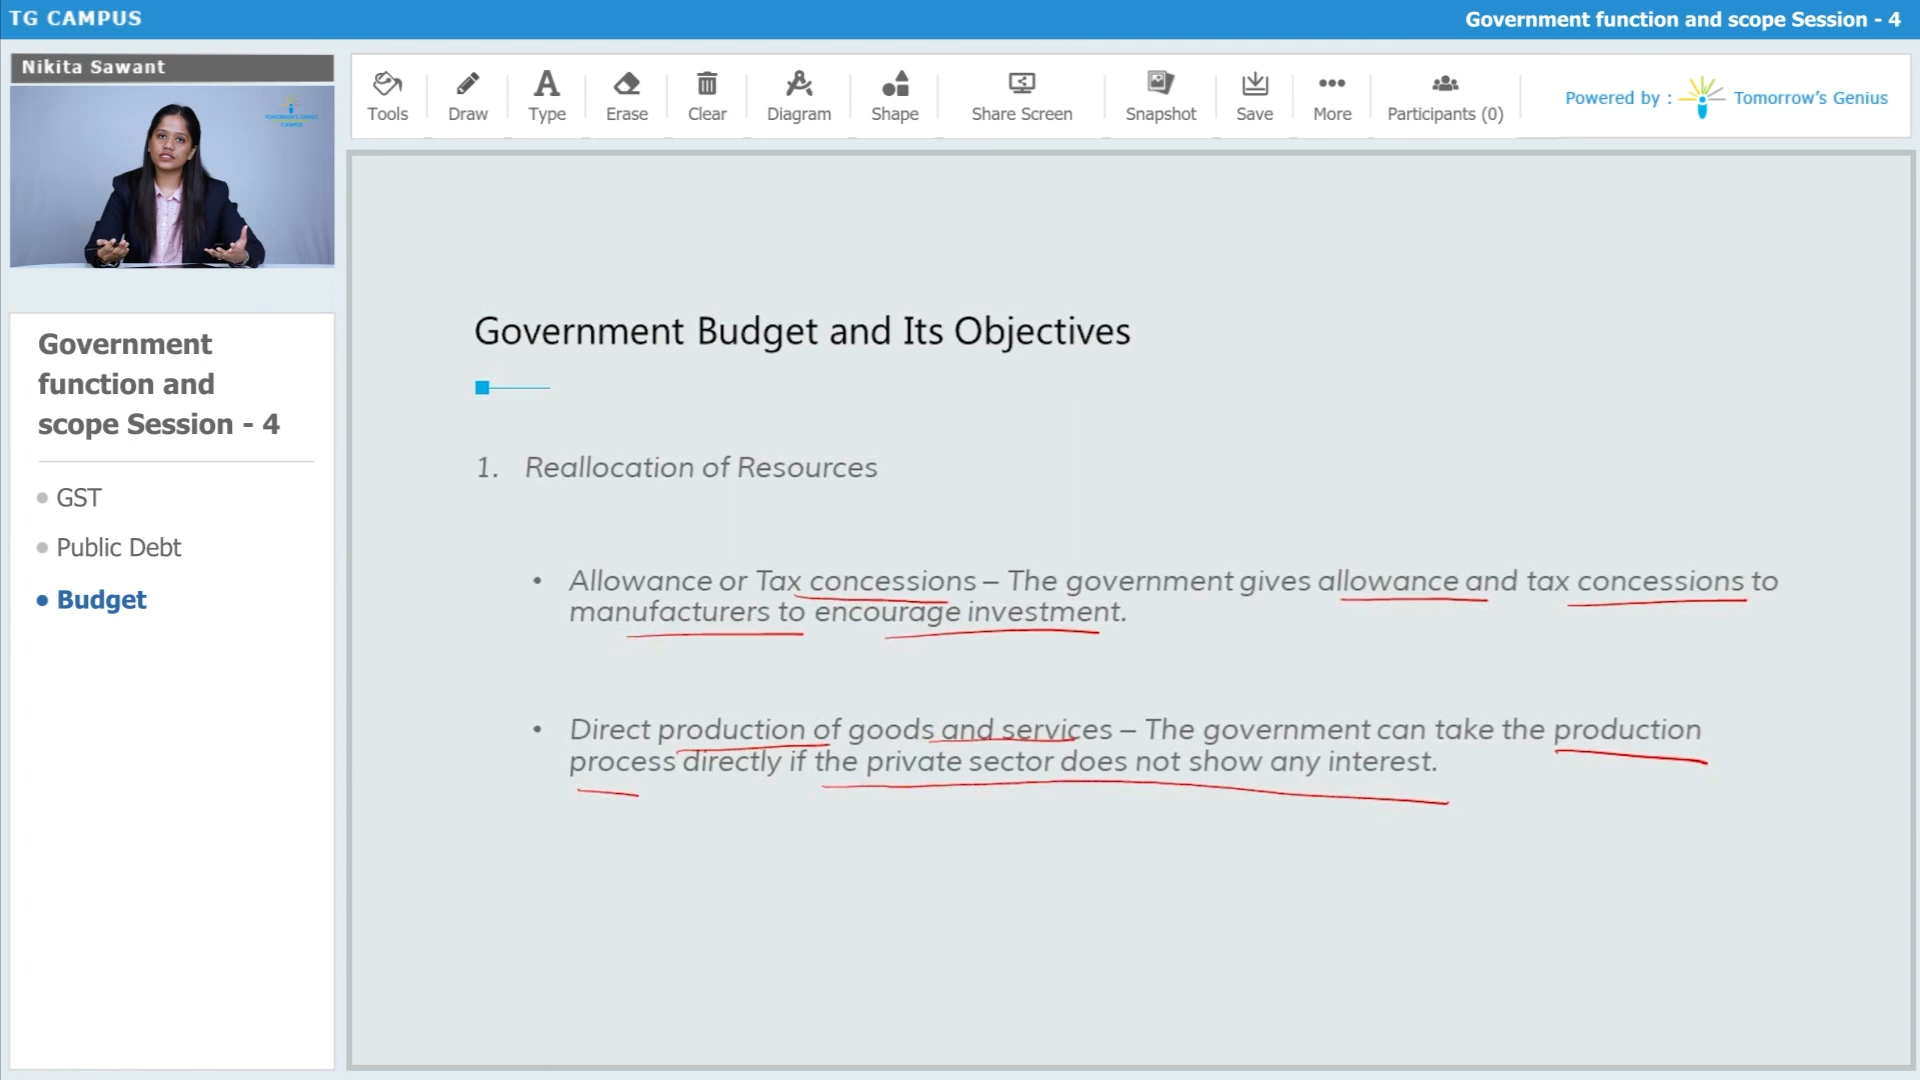 TG CAMPUS
Government function and scope Session - 4
Nikita Sawant
TOMORROW'S GENIUS
CAMPUS
Tools
Draw
Type
Erase
Clear
Diagram
Shape
Share Screen
Snapshot
Save
More
Participants (0)
Powered by :
Tomorrow's Genius
Government
function and
scope Session - 4
GST
Public Debt
Budget
Government Budget and Its Objectives
1. Reallocation of Resources
• Allowance or Tax concessions – The government gives allowance and tax concessions to
manufacturers to encourage investment.
• Direct production of goods and services – The government can take the production
process directly if the private sector does not show any interest.